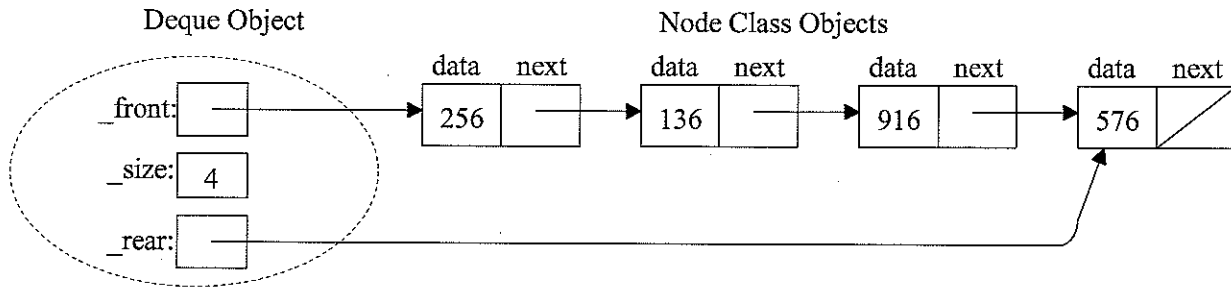 Deque Object
Node Class Objects
data next data next data next data next
_front:
256 136 916 576
_size: 4
_rear: